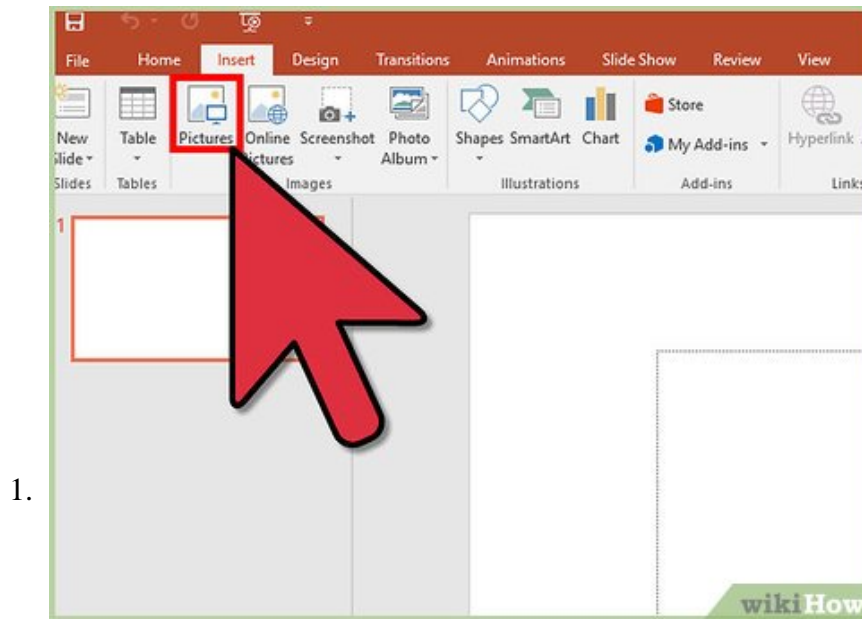 File Home Insert Design Transitions Animations Slide Show Review View
New Table Pictures Online Screenshot Photo Shapes SmartArt Chart Store Hyperlink
Slide Pictures Album My Add-ins
Slides Tables Images Illustrations Add-ins Links
1
1.
wikiHow